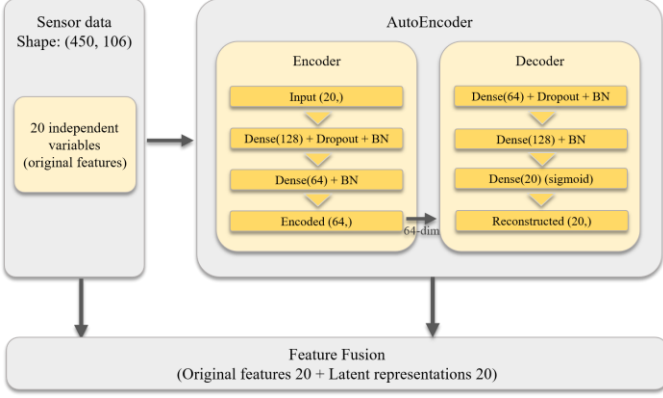 Sensor data
Shape: (450, 106)
20 independent
variables
(original features)
AutoEncoder
Encoder
Input (20,)
Dense(128) + Dropout + BN
Dense(64) + BN
Encoded (64,)
64-dim
Decoder
Dense(64) + Dropout + BN
Dense(128) + BN
Dense(20) (sigmoid)
Reconstructed (20,)
Feature Fusion
(Original features 20 + Latent representations 20)